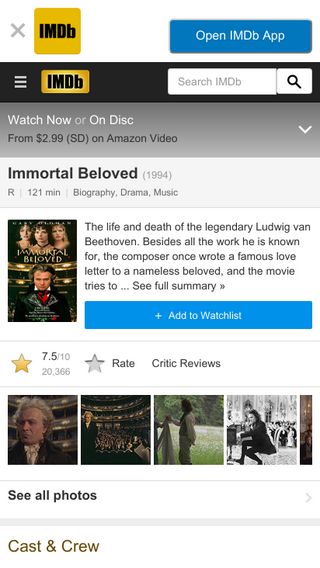 IMDb
Open IMDb App
IMDb
Search IMDb
Watch Now or On Disc
From $2.99 (SD) on Amazon Video
Immortal Beloved (1994)
R | 121 min | Biography, Drama, Music
GARY OLDMAN
IMMORTAL
BELOVED
The life and death of the legendary Ludwig van
Beethoven. Besides all the work he is known
for, the composer once wrote a famous love
letter to a nameless beloved, and the movie
tries to ... See full summary »
+ Add to Watchlist
7.5/10
20,366
Rate
Critic Reviews
See all photos
Cast & Crew